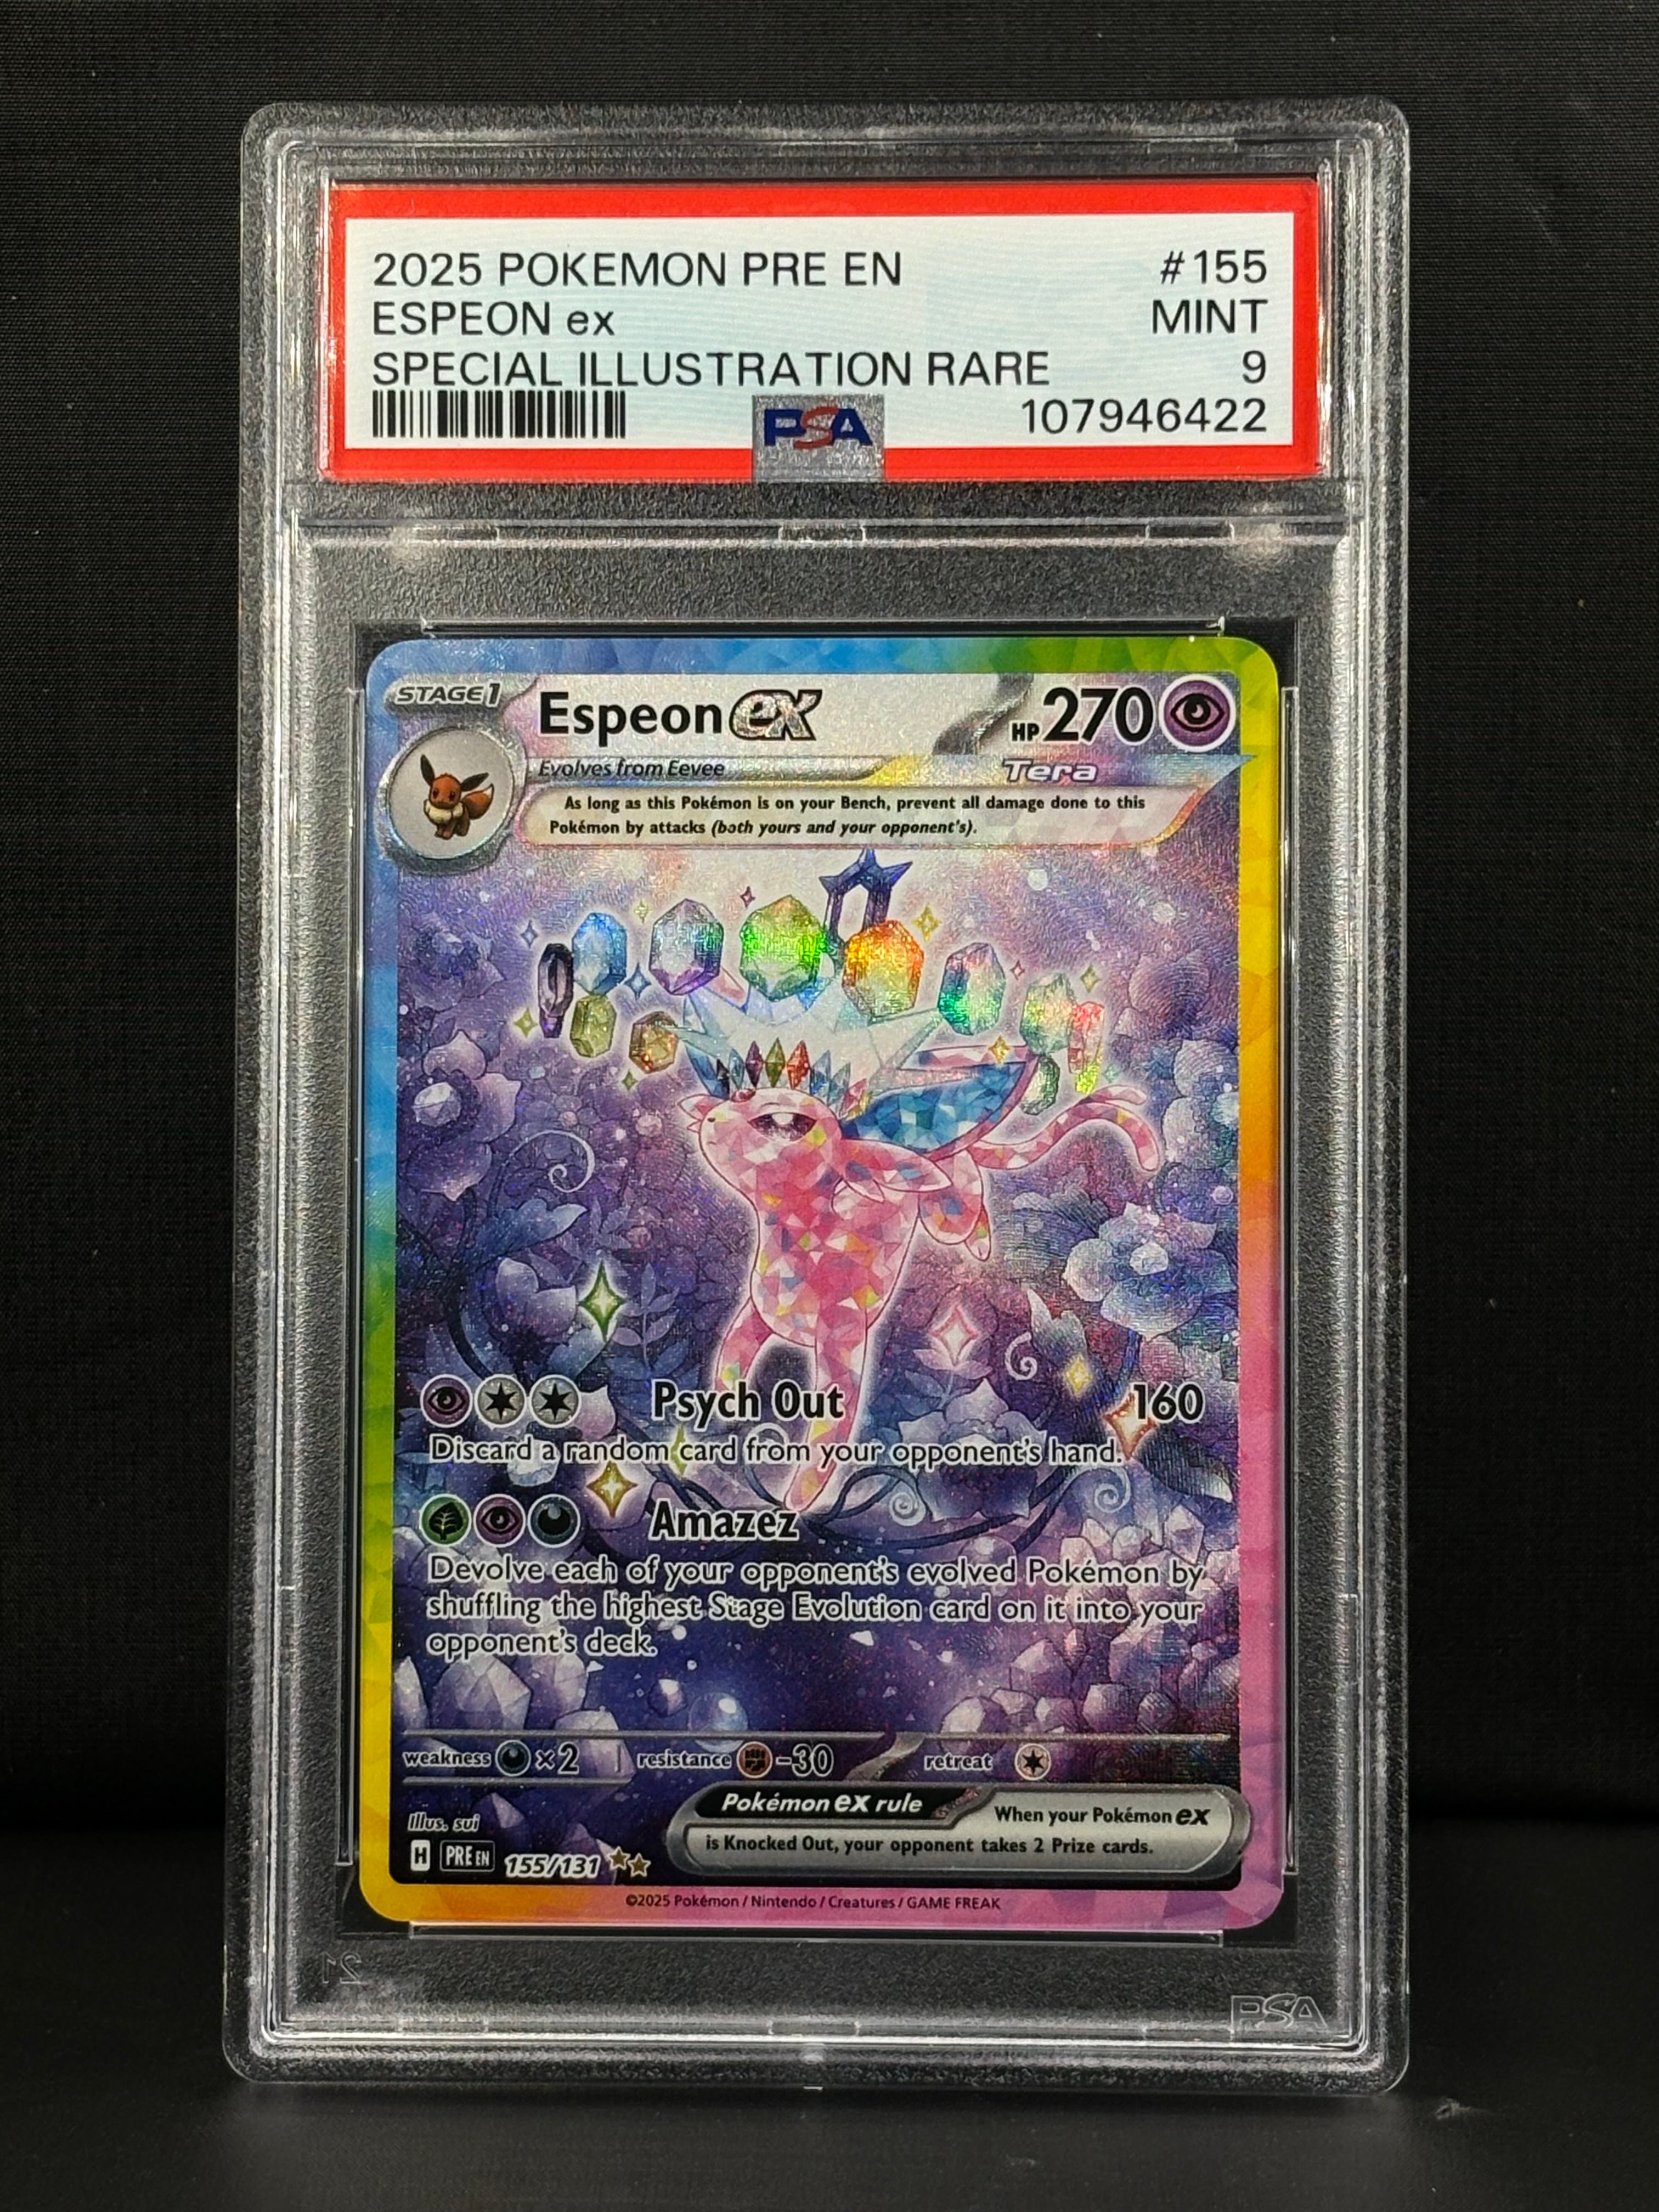 2025 POKEMON PRE EN #155
ESPEON ex MINT
SPECIAL ILLUSTRATION RARE 9
PSA 107946422
STAGE 1 Espeon ex HP 270
Evolves from Eevee Tera
As long as this Pokémon is on your Bench, prevent all damage done to this
Pokémon by attacks (both yours and your opponent's).
Psych Out 160
Discard a random card from your opponent's hand.
Amazez
Devolve each of your opponent's evolved Pokémon by
shuffling the highest Stage Evolution card on it into your
opponent's deck.
weakness ×2 resistance -30 retreat
Pokémon ex rule When your Pokémon ex
is Knocked Out, your opponent takes 2 Prize cards.
Illus. sui
H PRE EN 155/131
©2025 Pokémon / Nintendo / Creatures / GAME FREAK
21
PSA